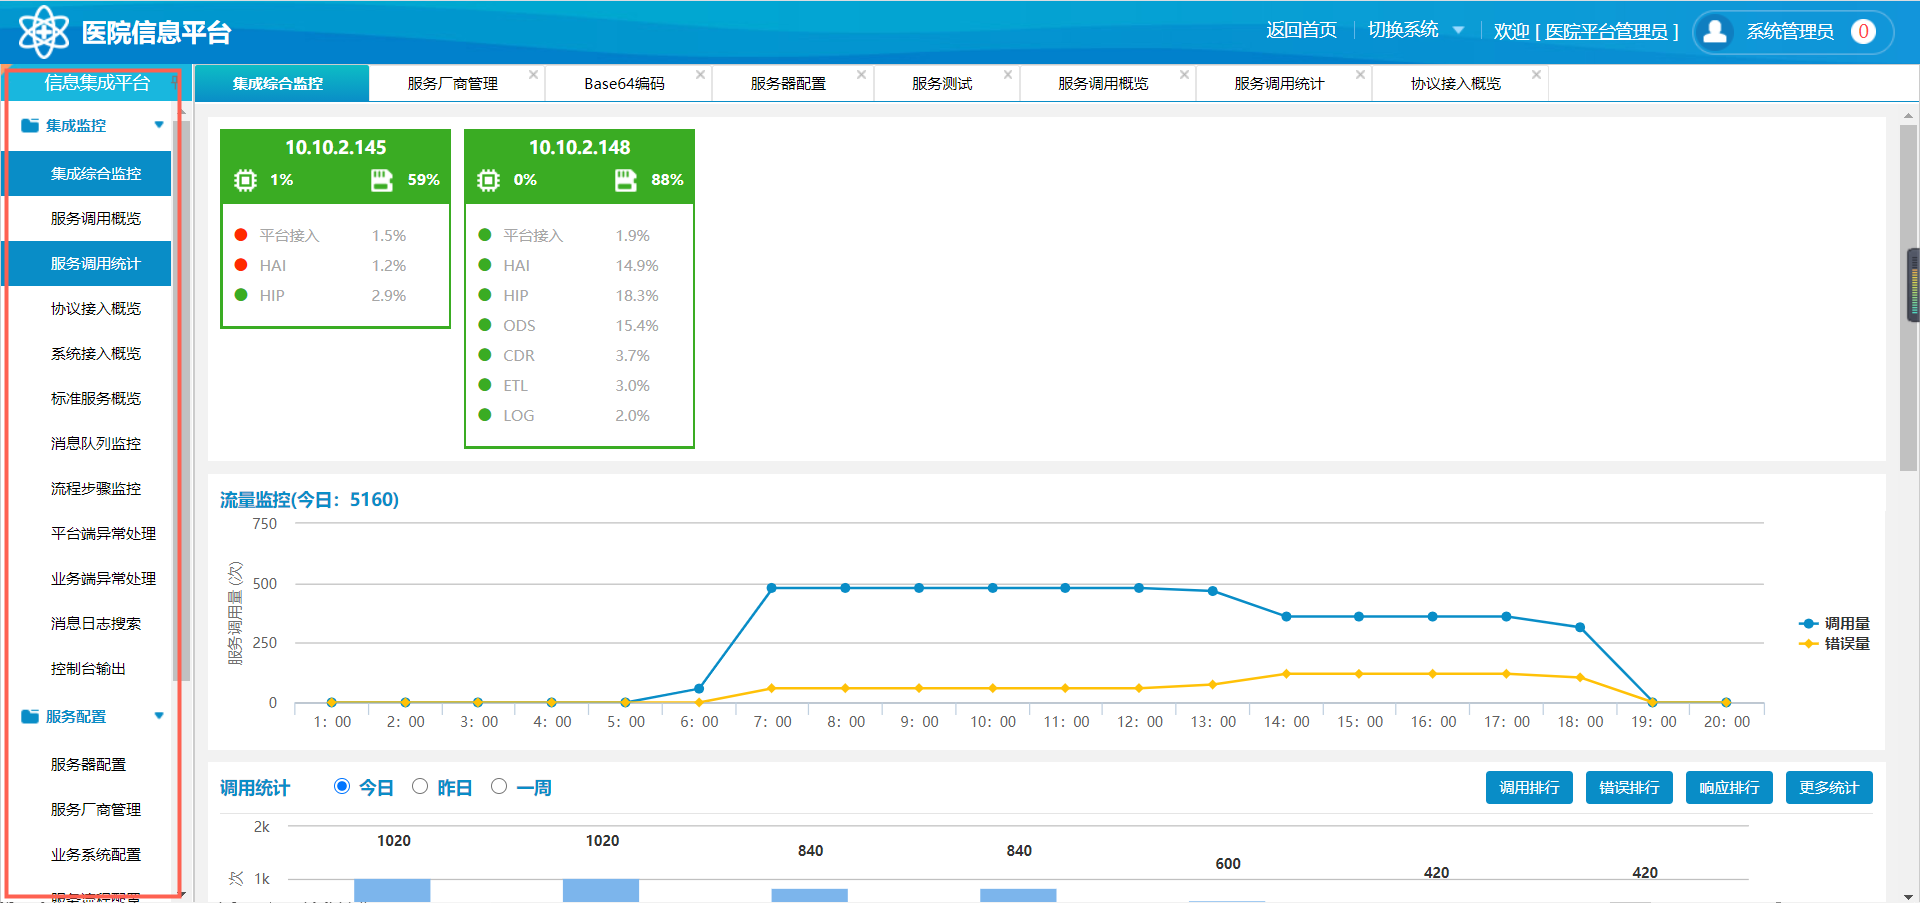 医院信息平台
返回首页
切换系统
欢迎 [ 医院平台管理员 ]
系统管理员
0
信息集成平台
集成综合监控
服务厂商管理
Base64编码
服务器配置
服务测试
服务调用概览
服务调用统计
协议接入概览
集成监控
集成综合监控
服务调用概览
服务调用统计
协议接入概览
系统接入概览
标准服务概览
消息队列监控
流程步骤监控
平台端异常处理
业务端异常处理
消息日志搜索
控制台输出
服务配置
服务器配置
服务厂商管理
业务系统配置
10.10.2.145
1% 59%
平台接入 1.5%
HAI 1.2%
HIP 2.9%
10.10.2.148
0% 88%
平台接入 1.9%
HAI 14.9%
HIP 18.3%
ODS 15.4%
CDR 3.7%
ETL 3.0%
LOG 2.0%
流量监控(今日：5160)
750
500
250
0
服务调用量 (次)
1：00 2：00 3：00 4：00 5：00 6：00 7：00 8：00 9：00 10：00 11：00 12：00 13：00 14：00 15：00 16：00 17：00 18：00 19：00 20：00
调用量
错误量
调用统计 今日 昨日 一周
调用排行 错误排行 响应排行 更多统计
2k
1k
次
1020 1020 840 840 600 420 420